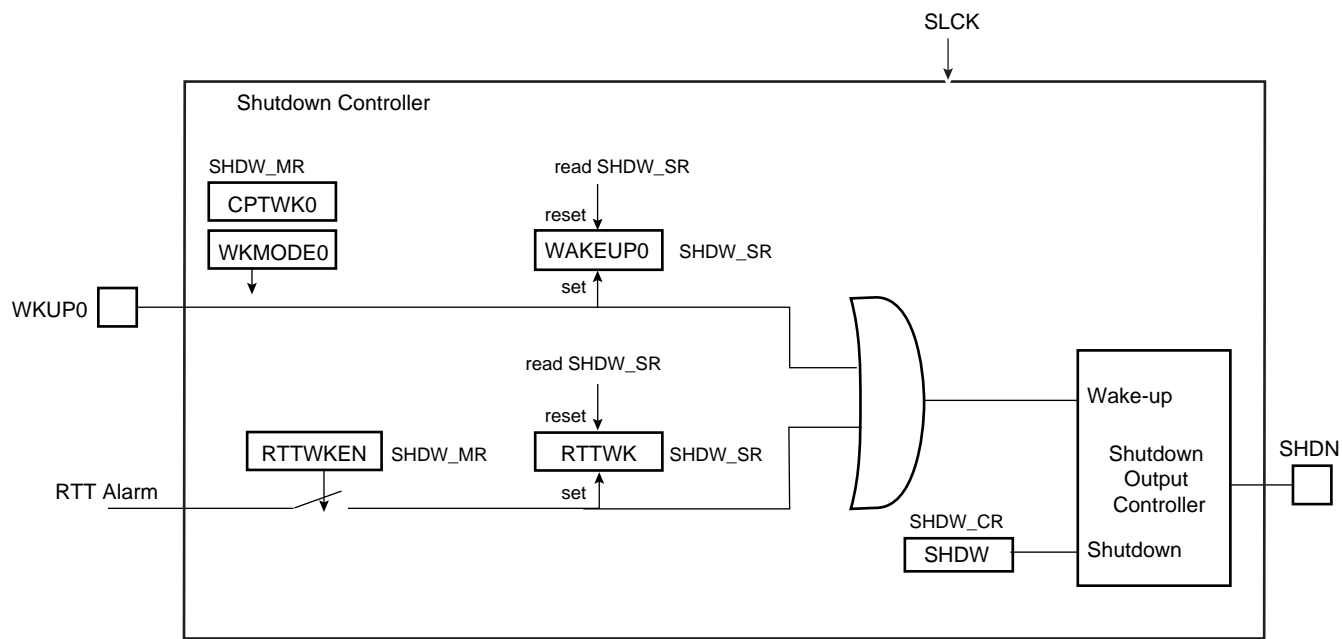 SLCK
Shutdown Controller
SHDW_MR
CPTWK0
WKMODE0
read SHDW_SR
reset
WAKEUP0
SHDW_SR
set
WKUP0
read SHDW_SR
reset
RTTWKEN
SHDW_MR
RTTWK
SHDW_SR
set
RTT Alarm
Wake-up
Shutdown
Output
Controller
SHDN
SHDW_CR
SHDW
Shutdown